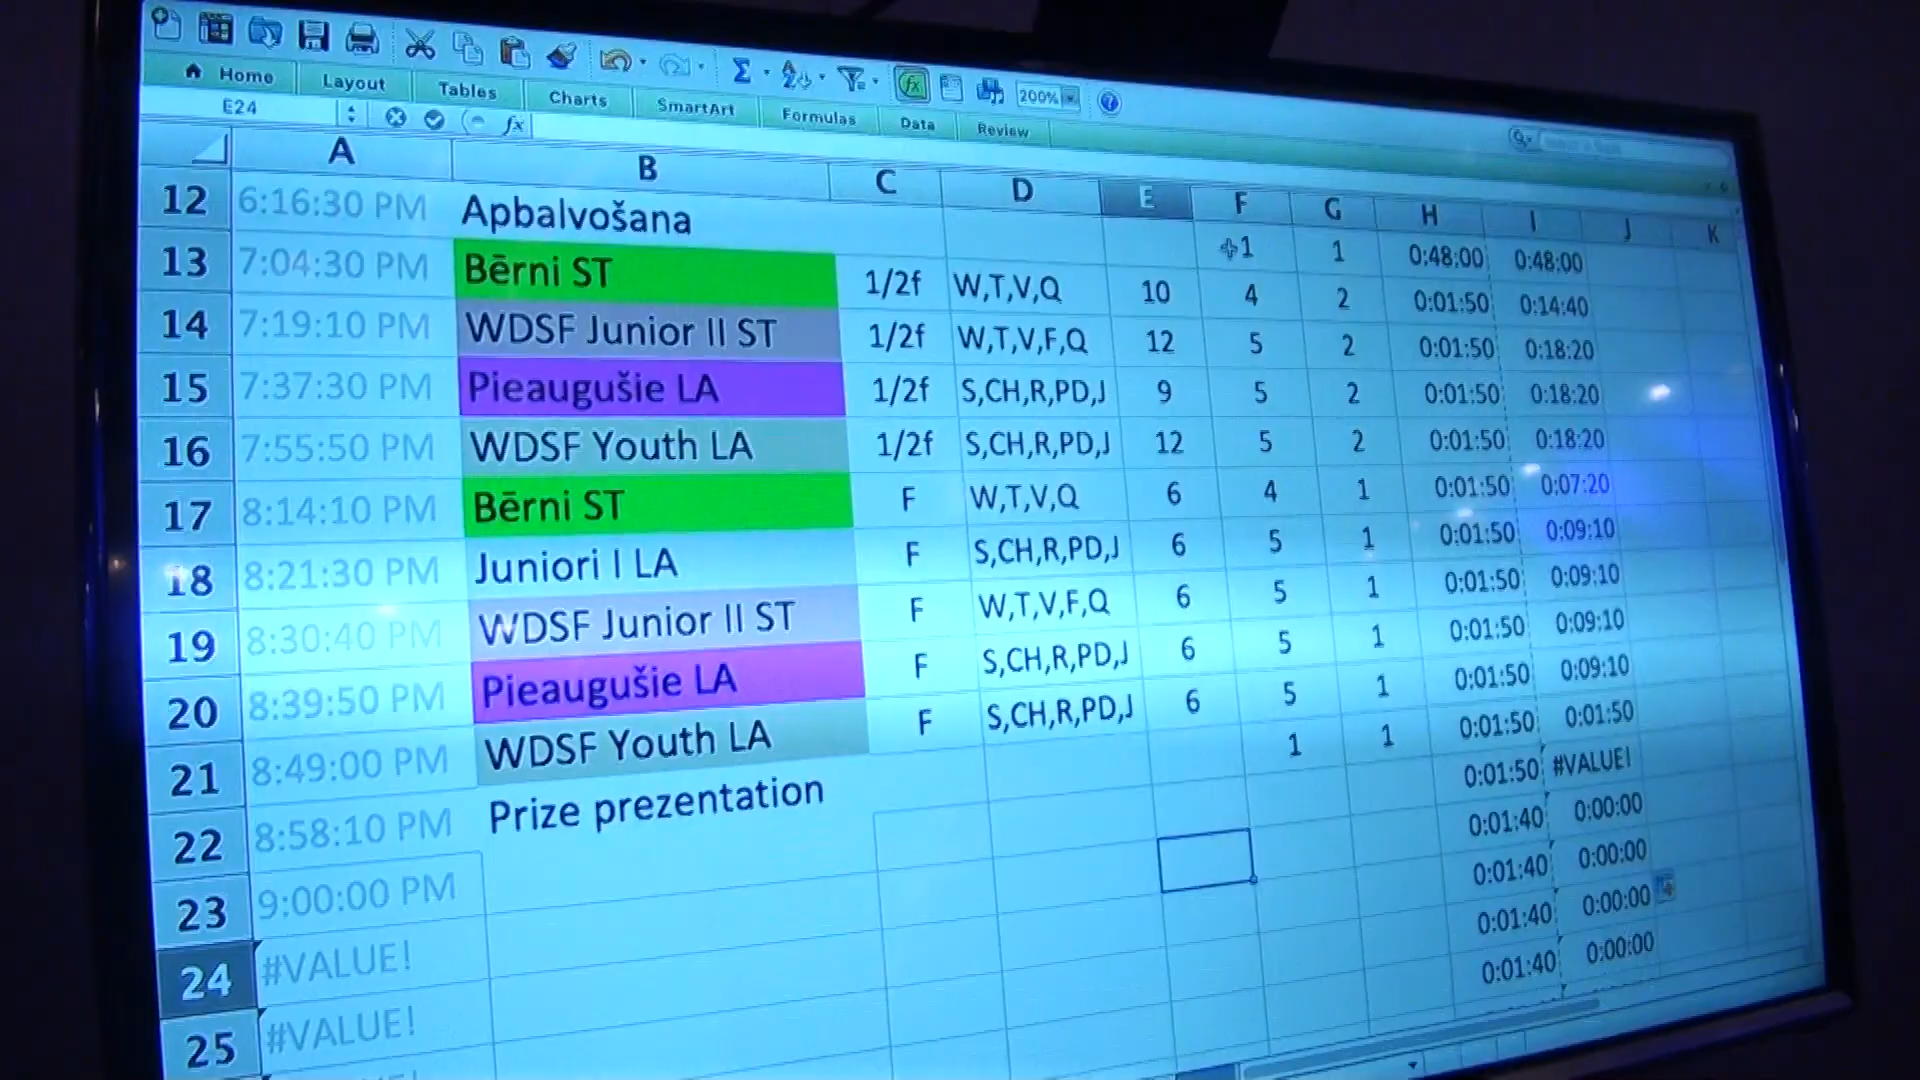 200%
Home Layout Tables Charts SmartArt Formulas Data Review
E24 fx
A B C D E F G H I J K
12 6:16:30 PM Apbalvošana 1 1 0:48:00 0:48:00
13 7:04:30 PM Bērni ST 1/2f W,T,V,Q 10 4 2 0:01:50 0:14:40
14 7:19:10 PM WDSF Junior II ST 1/2f W,T,V,F,Q 12 5 2 0:01:50 0:18:20
15 7:37:30 PM Pieaugušie LA 1/2f S,CH,R,PD,J 9 5 2 0:01:50 0:18:20
16 7:55:50 PM WDSF Youth LA 1/2f S,CH,R,PD,J 12 5 2 0:01:50 0:18:20
17 8:14:10 PM Bērni ST F W,T,V,Q 6 4 1 0:01:50 0:07:20
18 8:21:30 PM Juniori I LA F S,CH,R,PD,J 6 5 1 0:01:50 0:09:10
19 8:30:40 PM WDSF Junior II ST F W,T,V,F,Q 6 5 1 0:01:50 0:09:10
20 8:39:50 PM Pieaugušie LA F S,CH,R,PD,J 6 5 1 0:01:50 0:09:10
21 8:49:00 PM WDSF Youth LA F S,CH,R,PD,J 6 5 1 0:01:50 0:09:10
22 8:58:10 PM Prize prezentation 1 1 0:01:50 0:01:50
23 9:00:00 PM 0:01:50 #VALUE!
24 #VALUE! 0:01:40 0:00:00
25 #VALUE! 0:01:40 0:00:00
0:01:40 0:00:00
0:01:40 0:00:00